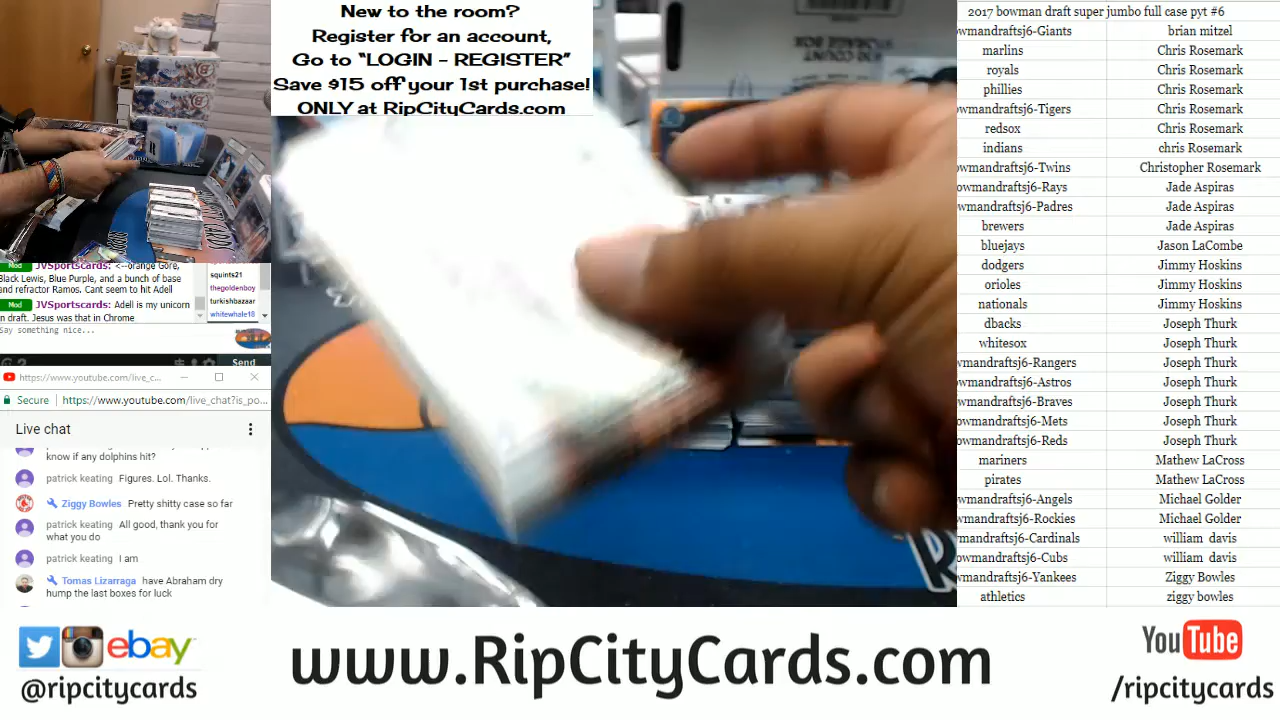 New to the room?
Register for an account,
Go to “LOGIN - REGISTER”
Save $15 off your 1st purchase!
ONLY at RipCityCards.com
Mod JVSportscards: <--orange Gore,
Black Lewis, Blue Purple, and a bunch of base
and refractor Ramos. Cant seem to hit Adell
Mod JVSportscards: Adell is my unicorn
in draft. Jesus was that in Chrome
squints21
thegoldenboy
turkishbazaar
whitewhale18
Say something nice...
Send
https://www.youtube.com/live_c...
Secure https://www.youtube.com/live_chat?is_po...
Live chat
know if any dolphins hit?
patrick keating Figures. Lol. Thanks.
Ziggy Bowles Pretty shitty case so far
patrick keating All good, thank you for
what you do
patrick keating I am
Tomas Lizarraga have Abraham dry
hump the last boxes for luck
2017 bowman draft super jumbo full case pyt #6
owmandraftsj6-Giants brian mitzel
marlins Chris Rosemark
royals Chris Rosemark
phillies Chris Rosemark
owmandraftsj6-Tigers Chris Rosemark
redsox Chris Rosemark
indians chris Rosemark
owmandraftsj6-Twins Christopher Rosemark
owmandraftsj6-Rays Jade Aspiras
owmandraftsj6-Padres Jade Aspiras
brewers Jade Aspiras
bluejays Jason LaCombe
dodgers Jimmy Hoskins
orioles Jimmy Hoskins
nationals Jimmy Hoskins
dbacks Joseph Thurk
whitesox Joseph Thurk
wmandraftsj6-Rangers Joseph Thurk
owmandraftsj6-Astros Joseph Thurk
owmandraftsj6-Braves Joseph Thurk
owmandraftsj6-Mets Joseph Thurk
owmandraftsj6-Reds Joseph Thurk
mariners Mathew LaCross
pirates Mathew LaCross
owmandraftsj6-Angels Michael Golder
wmandraftsj6-Rockies Michael Golder
mandraftsj6-Cardinals william davis
owmandraftsj6-Cubs william davis
wmandraftsj6-Yankees Ziggy Bowles
athletics ziggy bowles
ebay
@ripcitycards
www.RipCityCards.com
YouTube
/ripcitycards